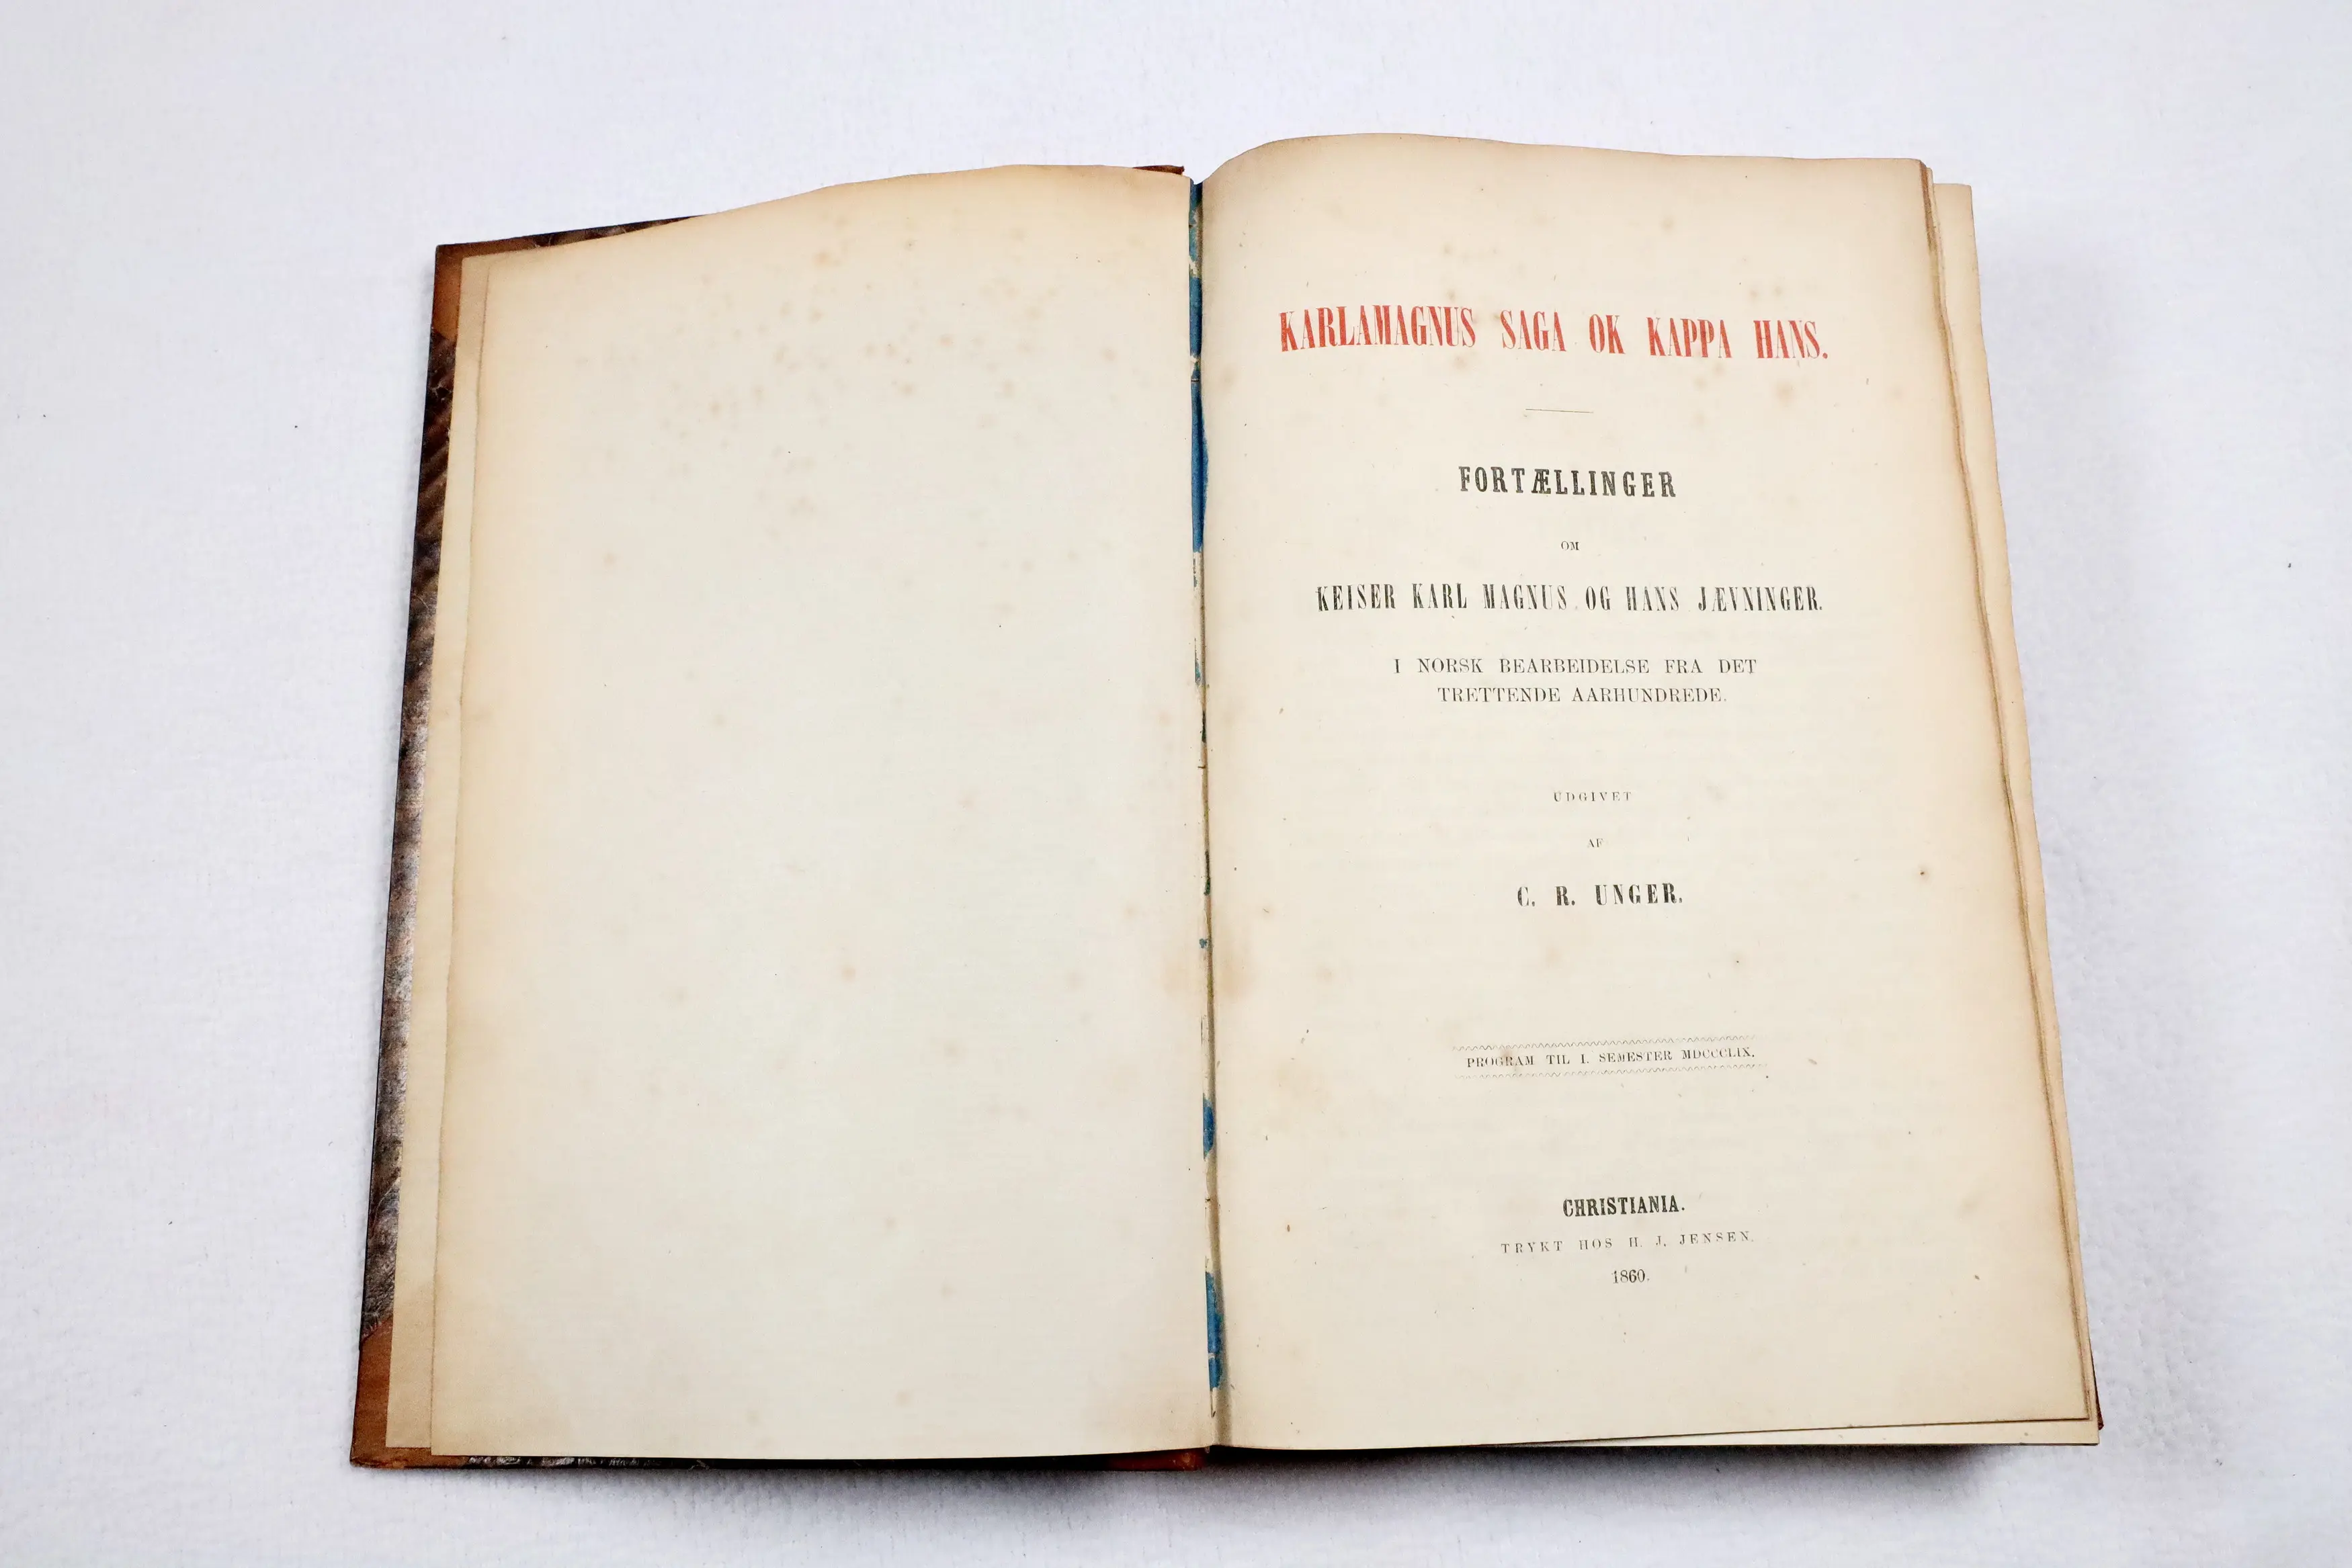 KARLAMAGNUS SAGA OK KAPPA HANS.
FORTÆLLINGER
OM
KEISER KARL MAGNUS OG HANS JÆVNINGER.
I NORSK BEARBEIDELSE FRA DET
TRETTENDE AARHUNDREDE.
UDGIVET
AF
C. R. UNGER.
PROGRAM TIL I. SEMESTER MDCCCLIX.
CHRISTIANIA.
TRYKT HOS H. J. JENSEN.
1860.